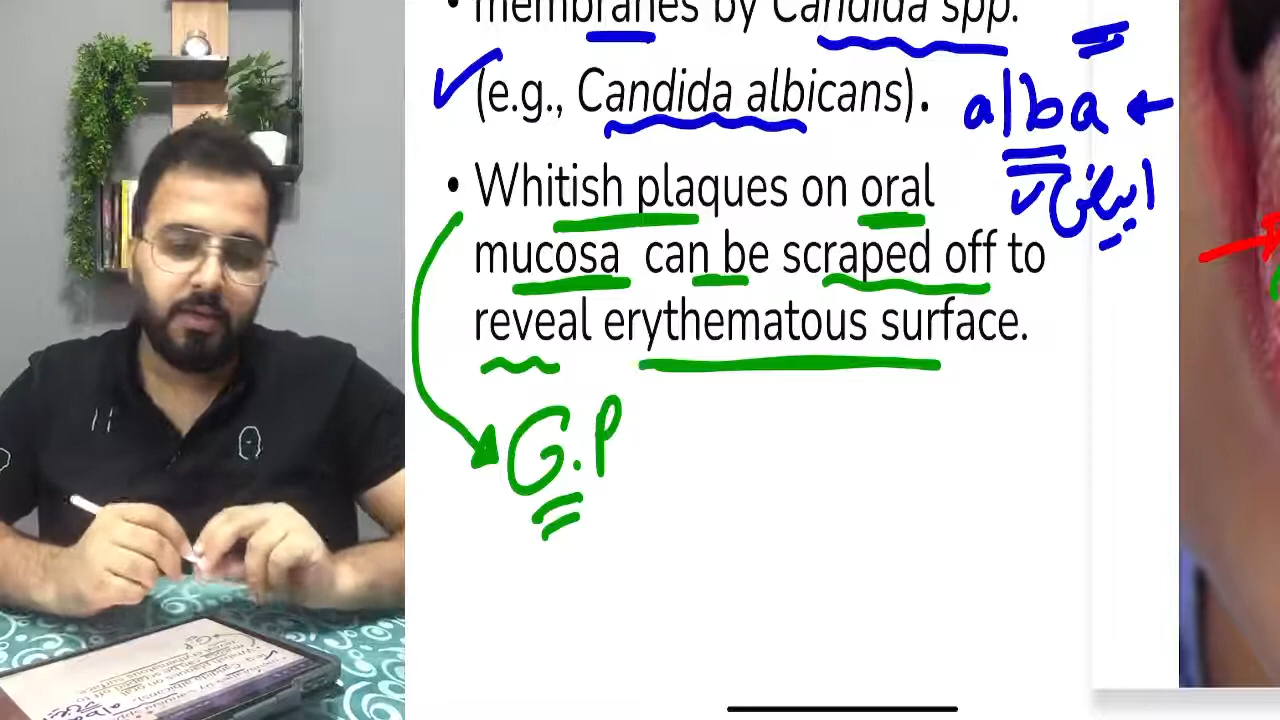 membranes by Candida spp.
(e.g., Candida albicans).
alba
ابيض
Whitish plaques on oral
mucosa can be scraped off to
reveal erythematous surface.
G.P